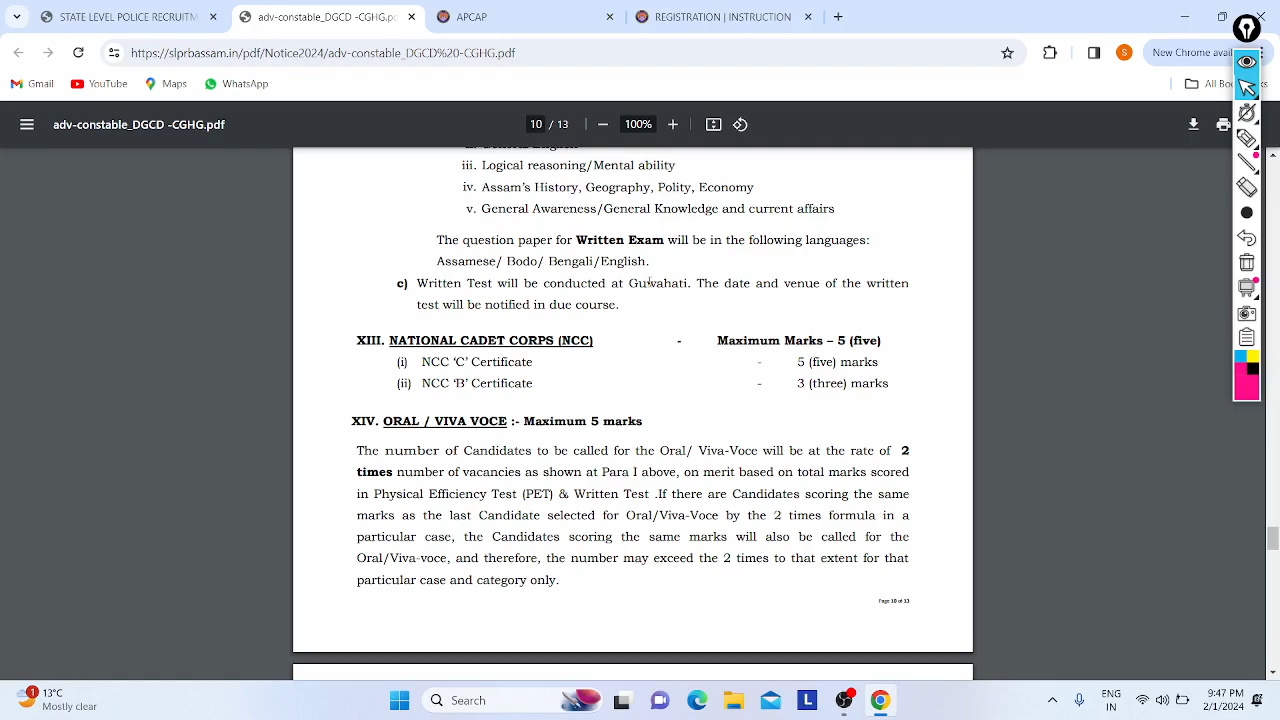 STATE LEVEL POLICE RECRUITM
adv-constable_DGCD -CGHG.pdf
APCAP
REGISTRATION | INSTRUCTION
https://slprbassam.in/pdf/Notice2024/adv-constable_DGCD%20-CGHG.pdf
S
New Chrome avail
Gmail
YouTube
Maps
WhatsApp
All Bo
adv-constable_DGCD -CGHG.pdf
10 / 13
100%
iii. Logical reasoning/Mental ability
iv. Assam's History, Geography, Polity, Economy
v. General Awareness/General Knowledge and current affairs
The question paper for Written Exam will be in the following languages:
Assamese/ Bodo/ Bengali/English.
c) Written Test will be conducted at Guwahati. The date and venue of the written
test will be notified in due course.
XIII. NATIONAL CADET CORPS (NCC) - Maximum Marks – 5 (five)
(i) NCC ‘C’ Certificate - 5 (five) marks
(ii) NCC ‘B’ Certificate - 3 (three) marks
XIV. ORAL / VIVA VOCE :- Maximum 5 marks
The number of Candidates to be called for the Oral/ Viva-Voce will be at the rate of 2
times number of vacancies as shown at Para I above, on merit based on total marks scored
in Physical Efficiency Test (PET) & Written Test .If there are Candidates scoring the same
marks as the last Candidate selected for Oral/Viva-Voce by the 2 times formula in a
particular case, the Candidates scoring the same marks will also be called for the
Oral/Viva-voce, and therefore, the number may exceed the 2 times to that extent for that
particular case and category only.
Page 10 of 13
1
13°C
Mostly clear
Search
L
ENG
IN
9:47 PM
2/1/2024